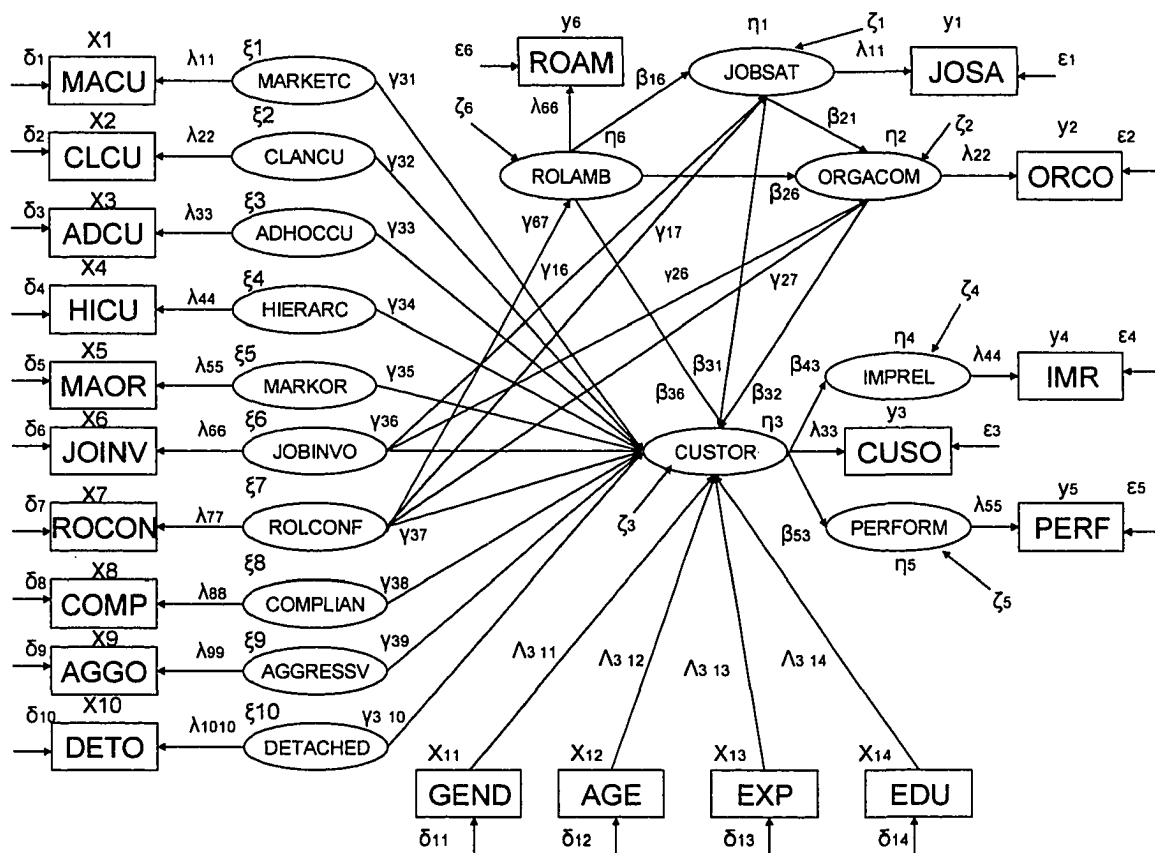 X1
δ1
MACU
λ11
ξ1
MARKETC
γ31
X2
δ2
CLCU
λ22
ξ2
CLANCU
γ32
X3
δ3
ADCU
λ33
ξ3
ADHOCCU
γ33
X4
δ4
HICU
λ44
ξ4
HIERARC
γ34
X5
δ5
MAOR
λ55
ξ5
MARKOR
γ35
X6
δ6
JOINV
λ66
ξ6
JOBINVO
γ36
X7
δ7
ROCON
λ77
ξ7
ROLCONF
γ37
X8
δ8
COMP
λ88
ξ8
COMPLIAN
γ38
X9
δ9
AGGO
λ99
ξ9
AGGRESSV
γ39
X10
δ10
DETO
λ1010
ξ10
DETACHED
γ3 10
y6
ε6
ROAM
λ66
ζ6
η6
ROLAMB
β16
η1
ζ1
JOBSAT
λ11
y1
JOSA
ε1
β21
η2
ζ2
ORGACOM
λ22
y2
ε2
ORCO
β26
γ67
γ17
γ16
γ26
γ27
β36
β31
β32
η3
CUSTOR
ζ3
β43
η4
ζ4
IMPREL
λ44
y4
ε4
IMR
λ33
y3
CUSO
ε3
β53
PERFORM
η5
ζ5
λ55
y5
ε5
PERF
Λ3 11
Λ3 12
Λ3 13
Λ3 14
X11
GEND
δ11
X12
AGE
δ12
X13
EXP
δ13
X14
EDU
δ14